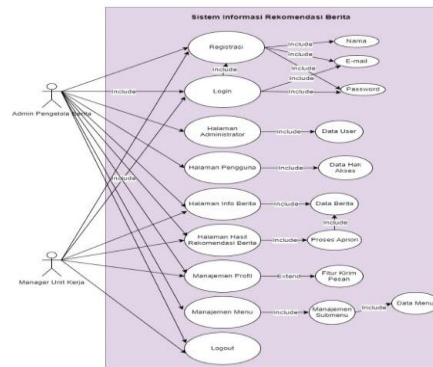 Sistem Informasi Rekomendasi Berita
Registrasi
Include
Nama
Include
E-mail
Include
Include
Include
Password
Login
Include
Admin Pengelola Berita
Include
Halaman
Administrator
Include
Data User
Halaman Pengguna
Include
Data Hak
Akses
Include
Halaman Info Berita
Include
Data Berita
Include
Halaman Hasil
Rekomendasi Berita
Include
Proses Apriori
Manager Unit Kerja
Manajemen Profil
Extend
Fitur Kirim
Pesan
Manajemen Menu
Include
Manajemen
Submenu
Include
Data Menu
Logout